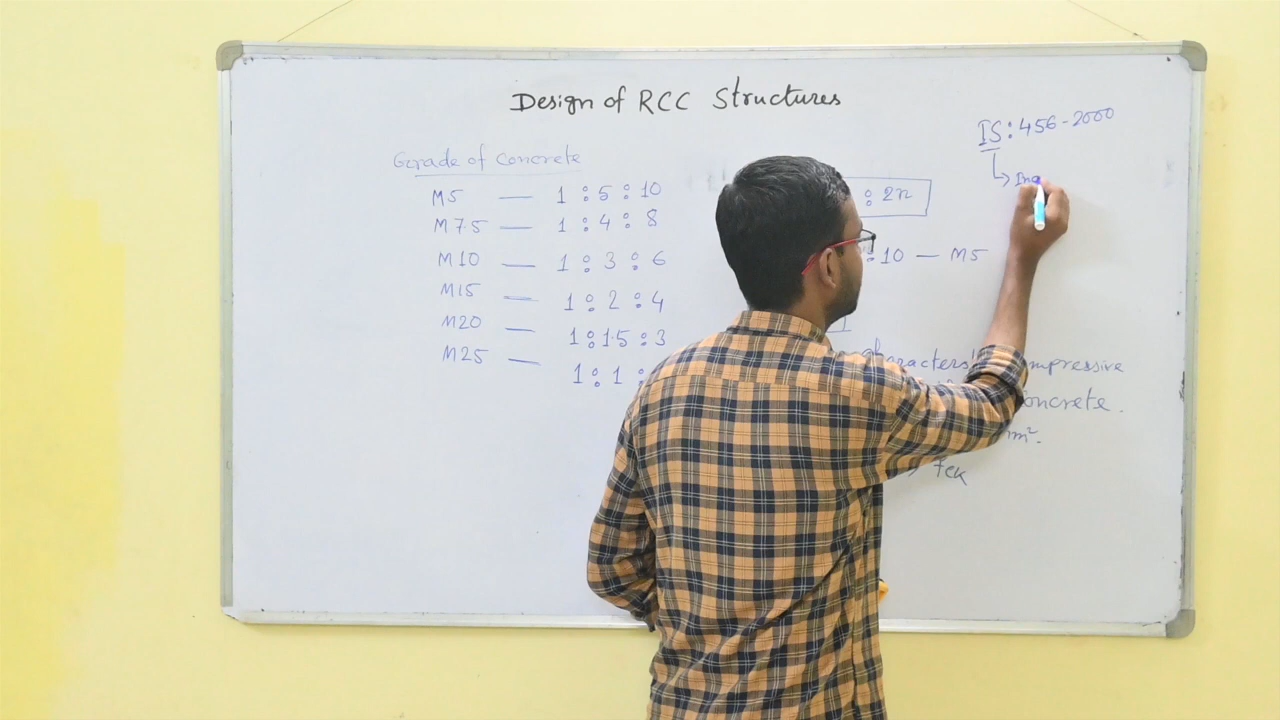 Design of RCC Structures
IS : 456 - 2000
Grade of Concrete
M5 — 1 : 5 : 10
: 2n
M7.5 — 1 : 4 : 8
M10 — 1 : 3 : 6
: 10 — M5
M15 — 1 : 2 : 4
M20 — 1 : 1.5 : 3
M25 — 1 : 1 :
Concrete.
fck